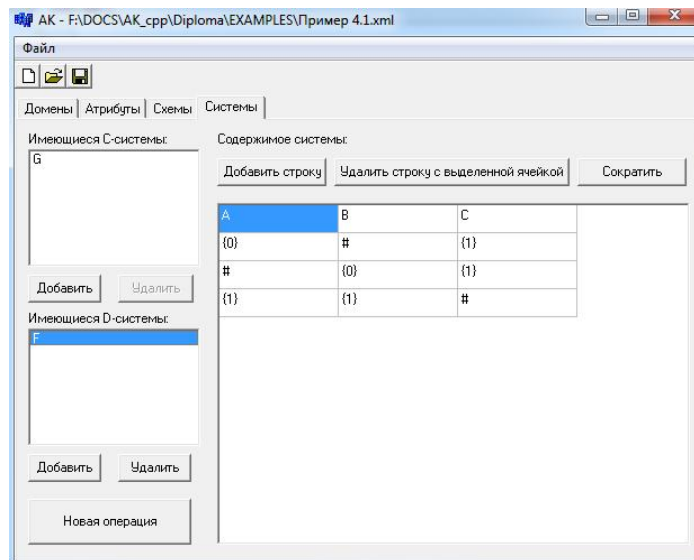 АК - F:\DOCS\AK_cpp\Diploma\EXAMPLES\Пример 4.1.xml
Файл
Домены Атрибуты Схемы Системы
Имеющиеся C-системы:
G
Добавить Удалить
Имеющиеся D-системы:
F
Добавить Удалить
Новая операция
Содержимое системы:
Добавить строку Удалить строку с выделенной ячейкой Сократить
A B C
{0} # {1}
# {0} {1}
{1} {1} #